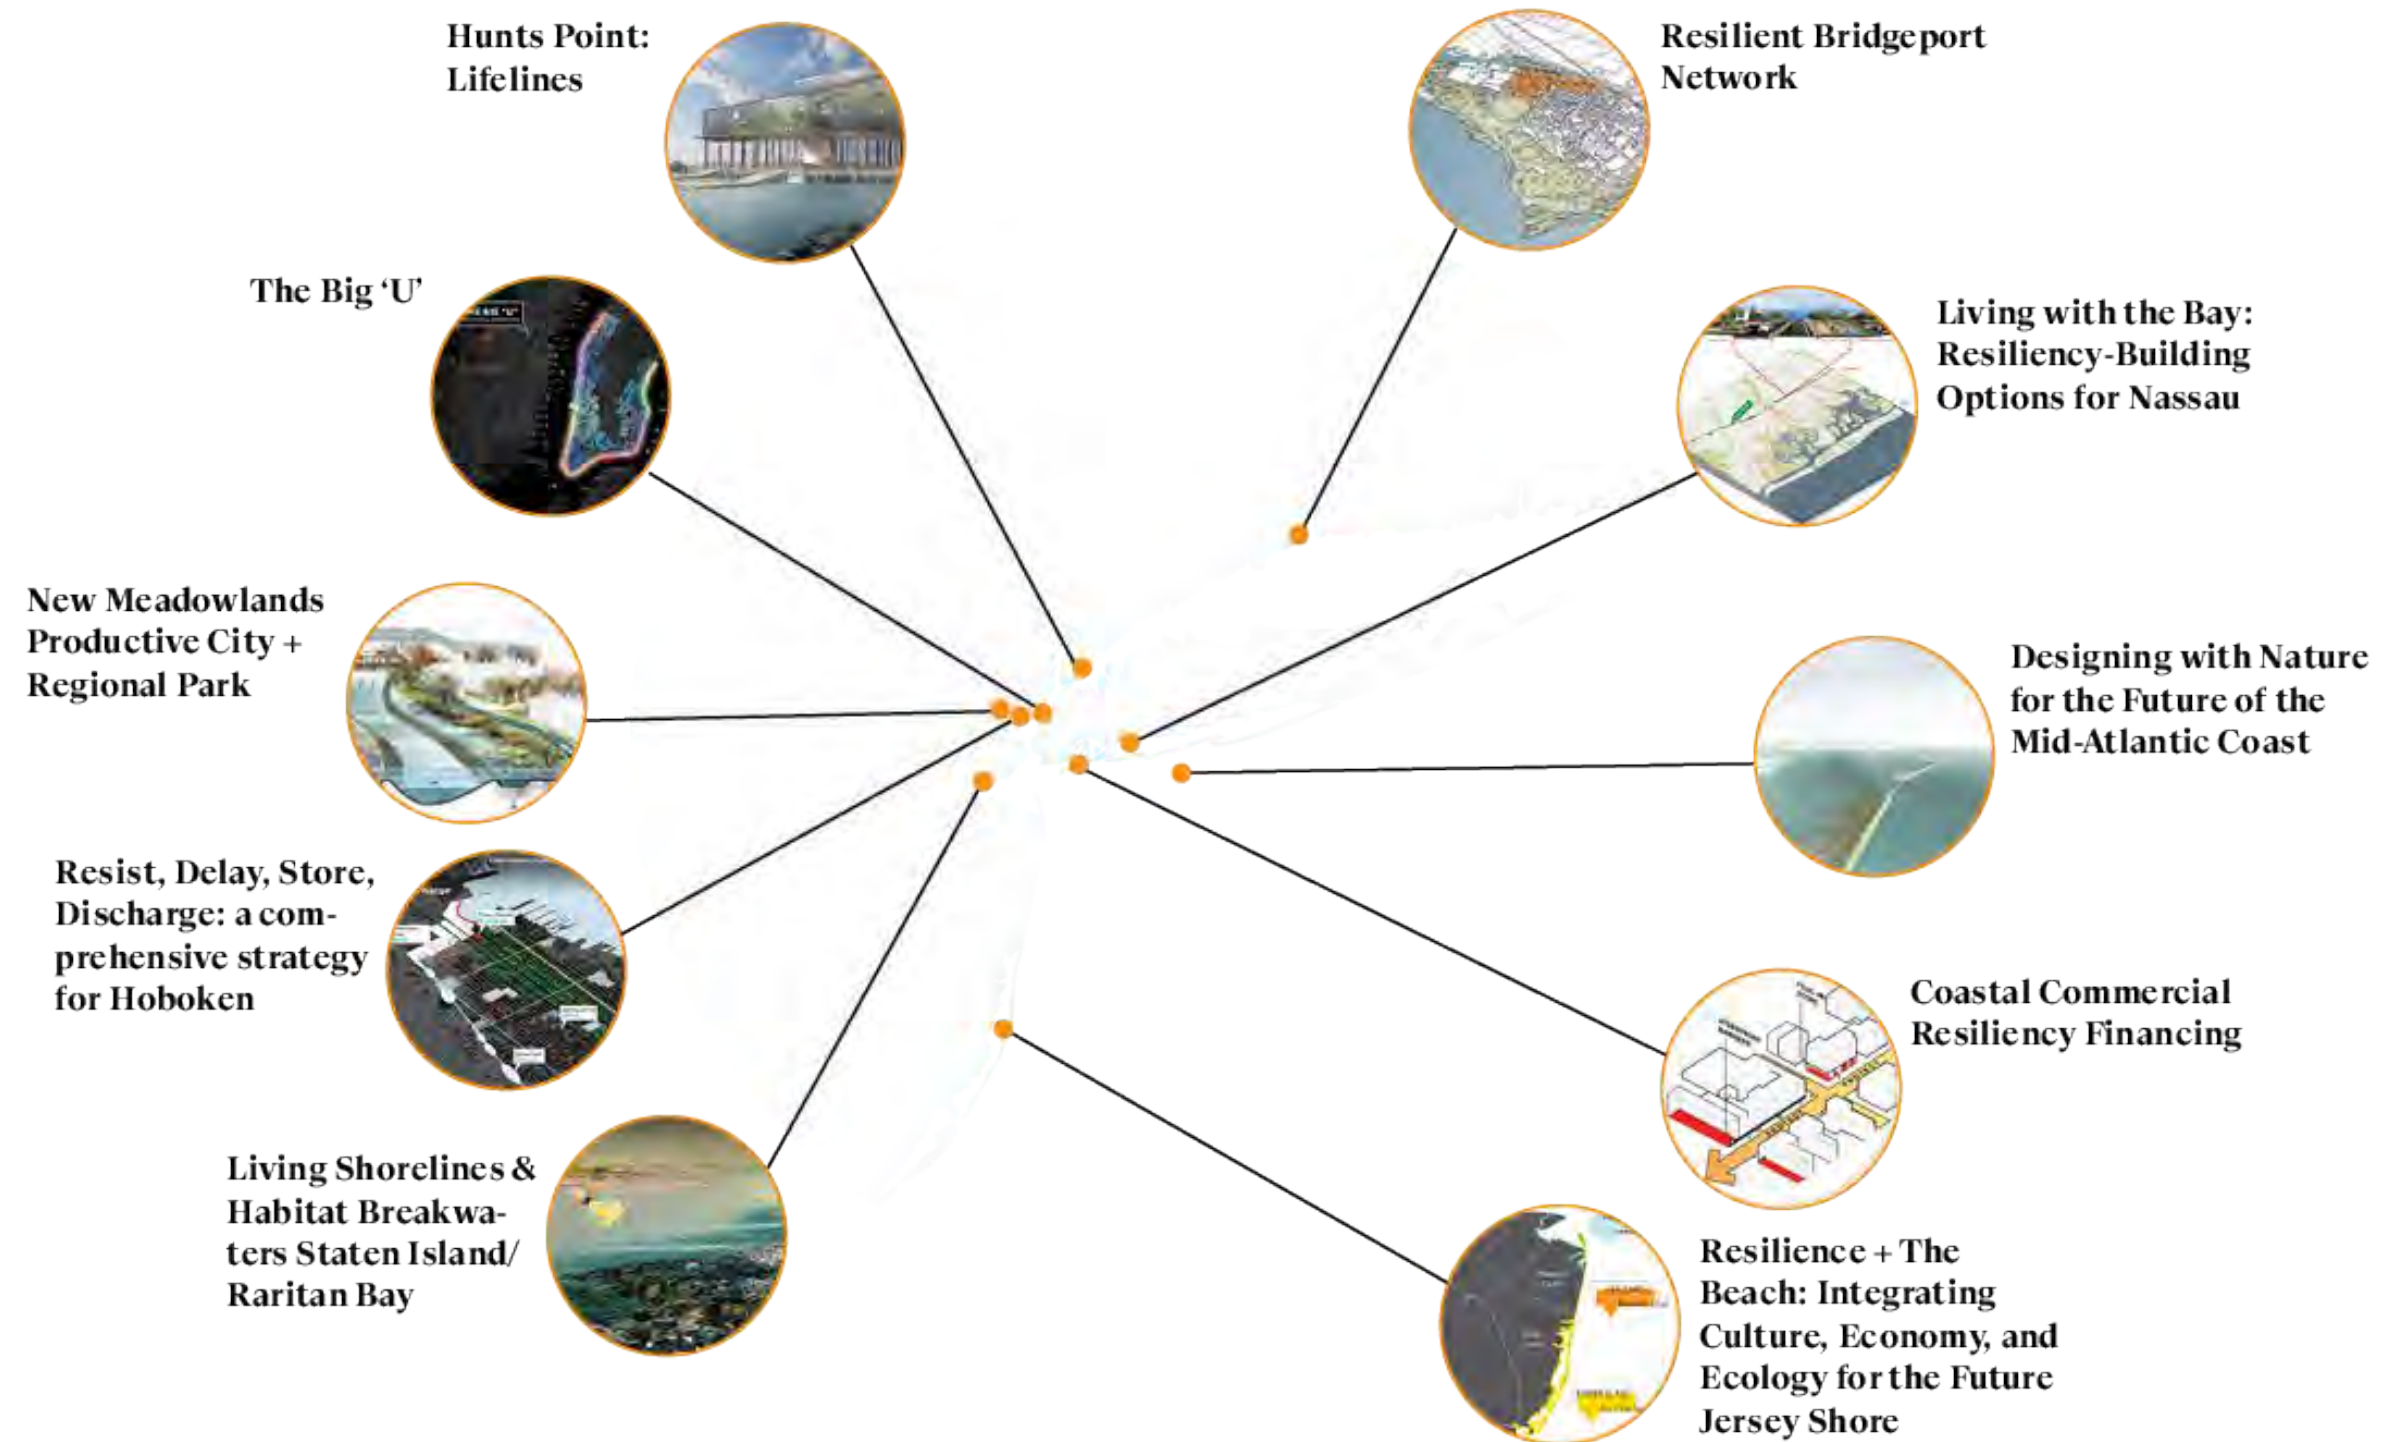 Hunts Point:
Lifelines
Resilient Bridgeport
Network
The Big ‘U’
Living with the Bay:
Resiliency-Building
Options for Nassau
New Meadowlands
Productive City +
Regional Park
Designing with Nature
for the Future of the
Mid-Atlantic Coast
Resist, Delay, Store,
Discharge: a com-
prehensive strategy
for Hoboken
Coastal Commercial
Resiliency Financing
Living Shorelines &
Habitat Breakwa-
ters Staten Island/
Raritan Bay
Resilience + The
Beach: Integrating
Culture, Economy, and
Ecology for the Future
Jersey Shore